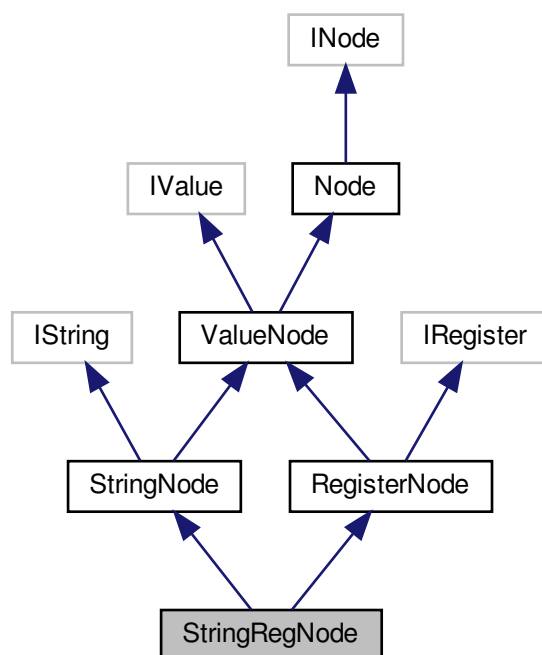 INode
IValue
Node
IString
ValueNode
IRegister
StringNode
RegisterNode
StringRegNode